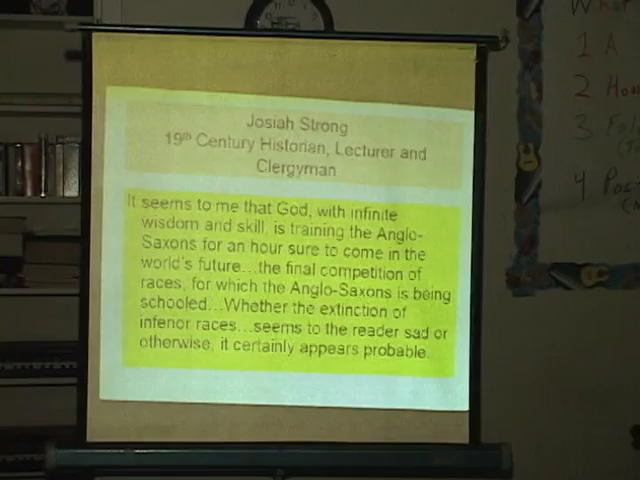 Josiah Strong
19th Century Historian, Lecturer and
Clergyman
It seems to me that God, with infinite
wisdom and skill, is training the Anglo-
Saxons for an hour sure to come in the
world's future...the final competition of
races, for which the Anglo-Saxons is being
schooled...Whether the extinction of
inferior races...seems to the reader sad or
otherwise, it certainly appears probable.
1 A
2 Hou
3 Fol
4 Posi